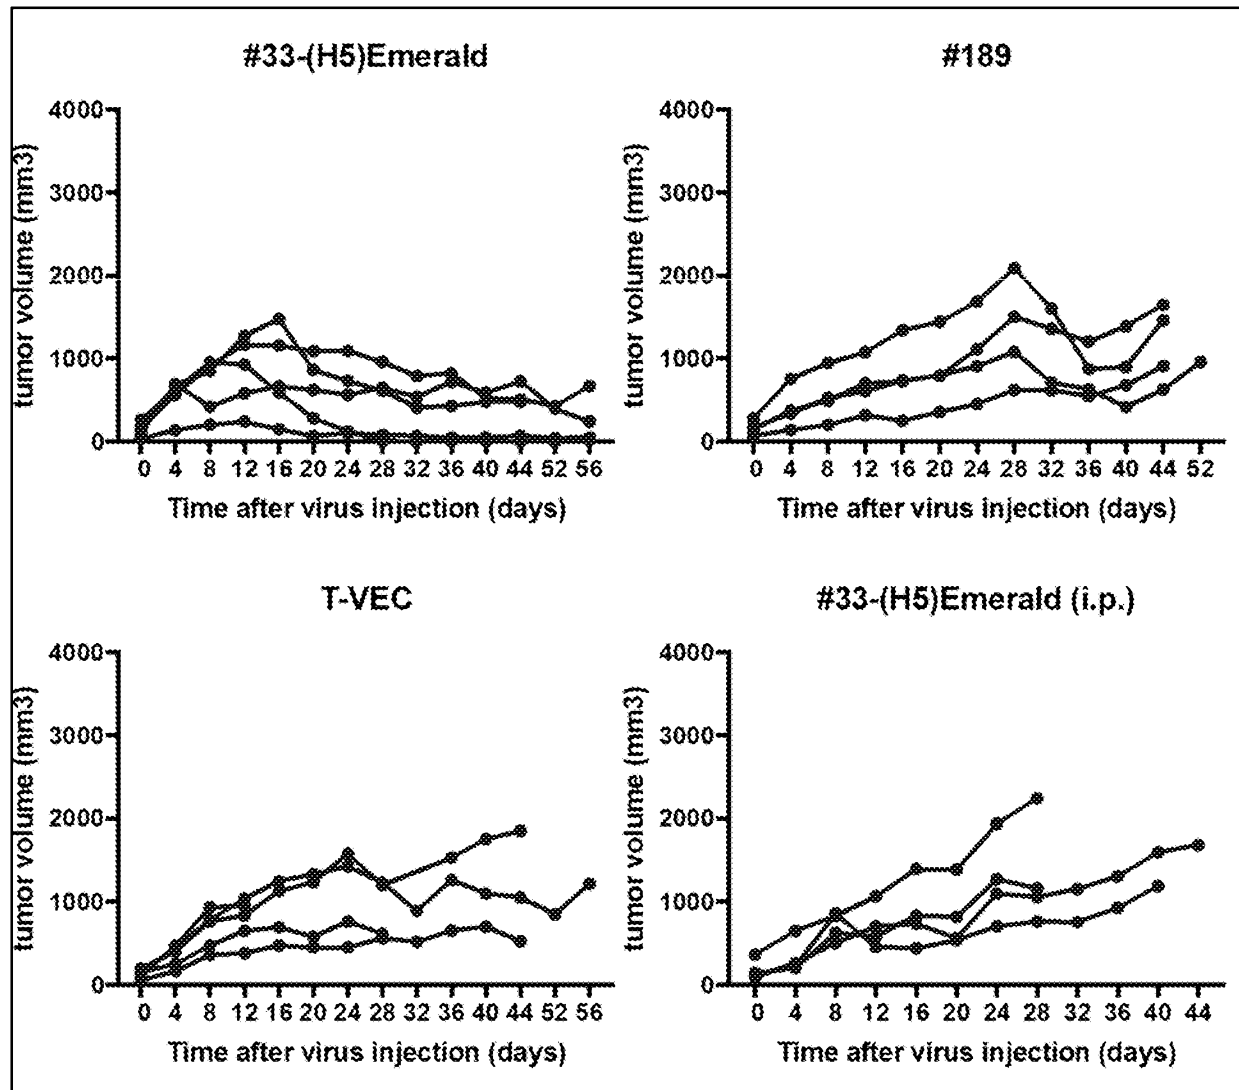 #33-(H5)Emerald
tumor volume (mm3)
4000
3000
2000
1000
0
0 4 8 12 16 20 24 28 32 36 40 44 52 56
Time after virus injection (days)
#189
tumor volume (mm3)
4000
3000
2000
1000
0
0 4 8 12 16 20 24 28 32 36 40 44 52
Time after virus injection (days)
T-VEC
tumor volume (mm3)
4000
3000
2000
1000
0
0 4 8 12 16 20 24 28 32 36 40 44 52 56
Time after virus injection (days)
#33-(H5)Emerald (i.p.)
tumor volume (mm3)
4000
3000
2000
1000
0
0 4 8 12 16 20 24 28 32 36 40 44
Time after virus injection (days)